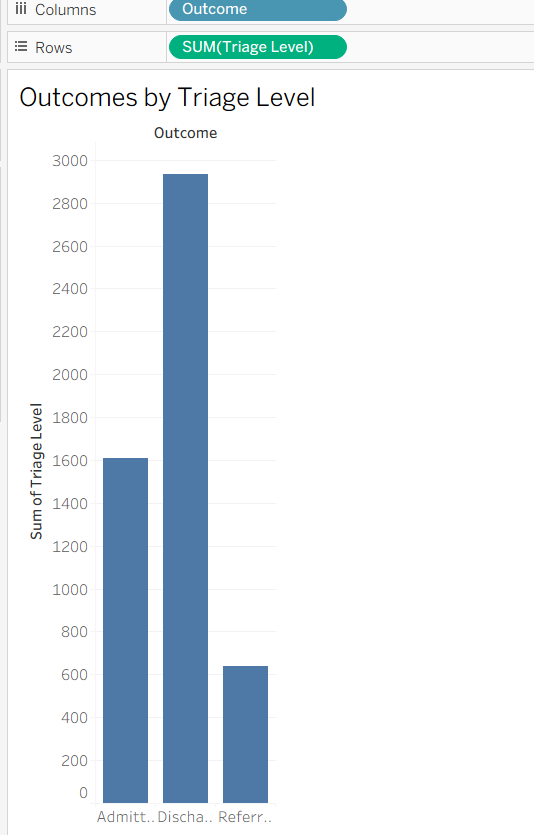 Columns Outcome
Rows SUM(Triage Level)
Outcomes by Triage Level
Outcome
3000
2800
2600
2400
2200
2000
1800
1600
1400
1200
1000
800
600
400
200
0
Sum of Triage Level
Admitt.. Discha.. Referr..